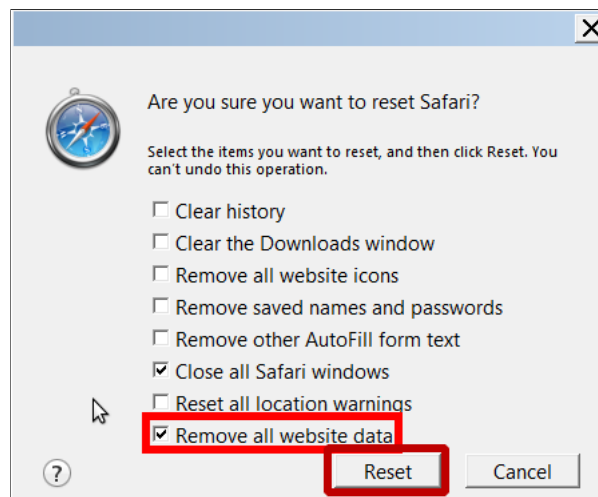 Are you sure you want to reset Safari?
Select the items you want to reset, and then click Reset. You
can't undo this operation.
Clear history
Clear the Downloads window
Remove all website icons
Remove saved names and passwords
Remove other AutoFill form text
Close all Safari windows
Reset all location warnings
Remove all website data
? Reset Cancel